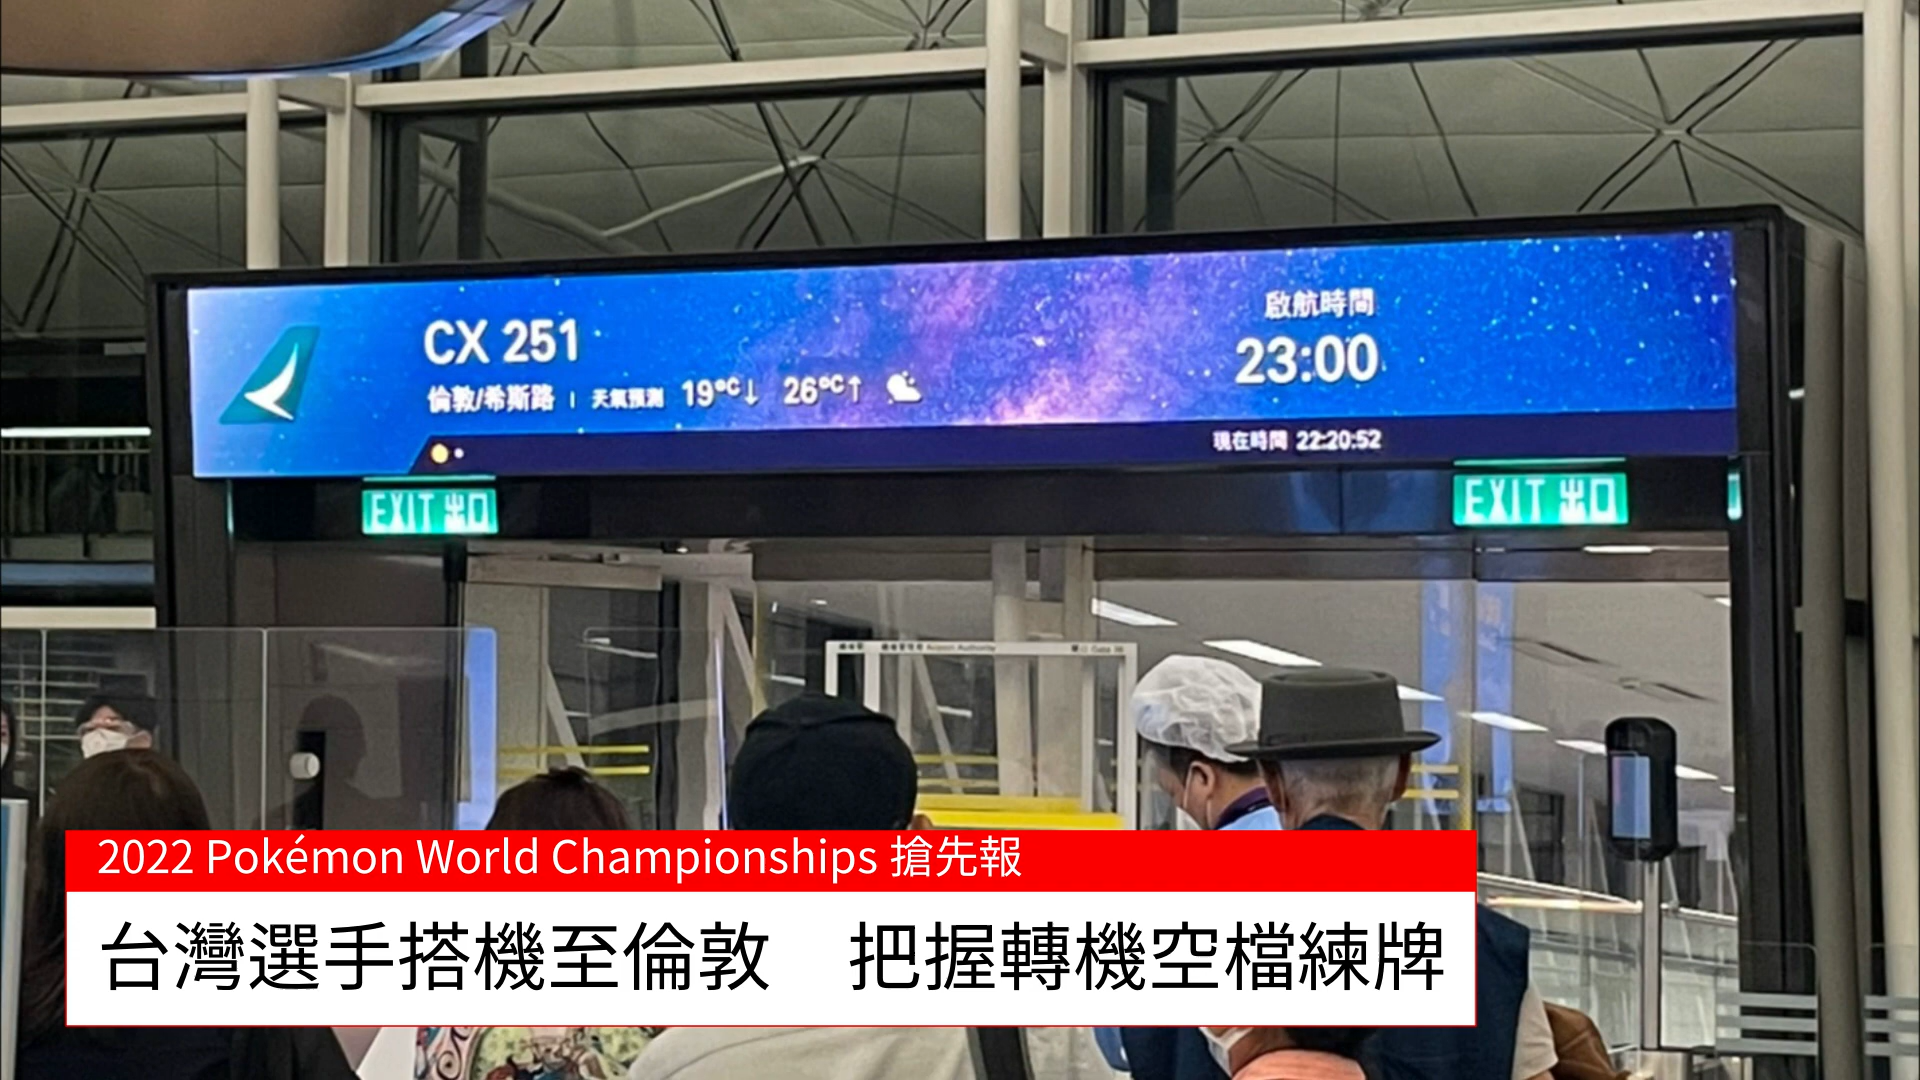 啟航時間
CX 251
23:00
倫敦/希斯路 | 天氣預測 19°C↓ 26°C↑
現在時間 22:20:52
EXIT 出口
EXIT 出口
Airport Authority
2022 Pokémon World Championships 搶先報
台灣選手搭機至倫敦 把握轉機空檔練牌